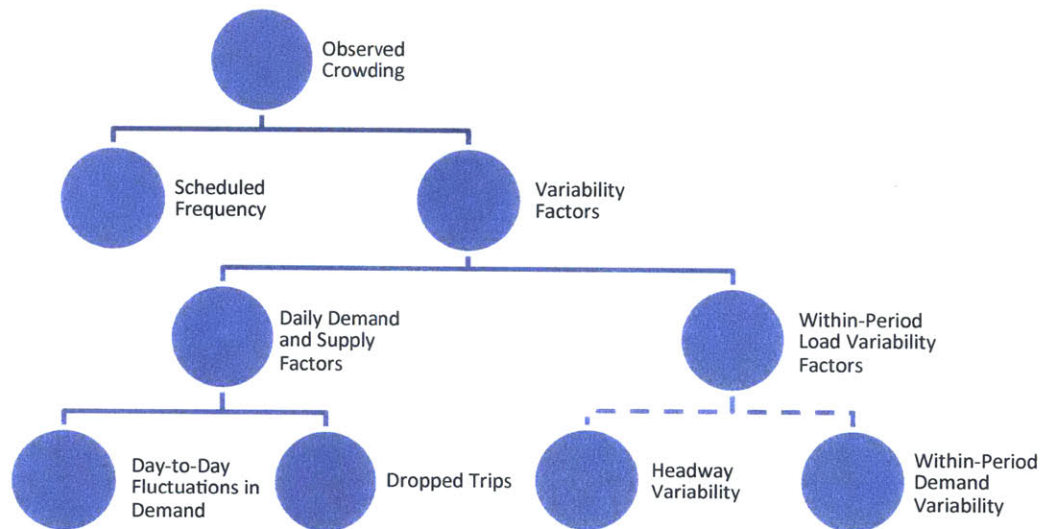 Observed
Crowding
Scheduled
Frequency
Variability
Factors
Daily Demand
and Supply
Factors
Within-Period
Load Variability
Factors
Day-to-Day
Fluctuations in
Demand
Dropped Trips
Headway
Variability
Within-Period
Demand
Variability